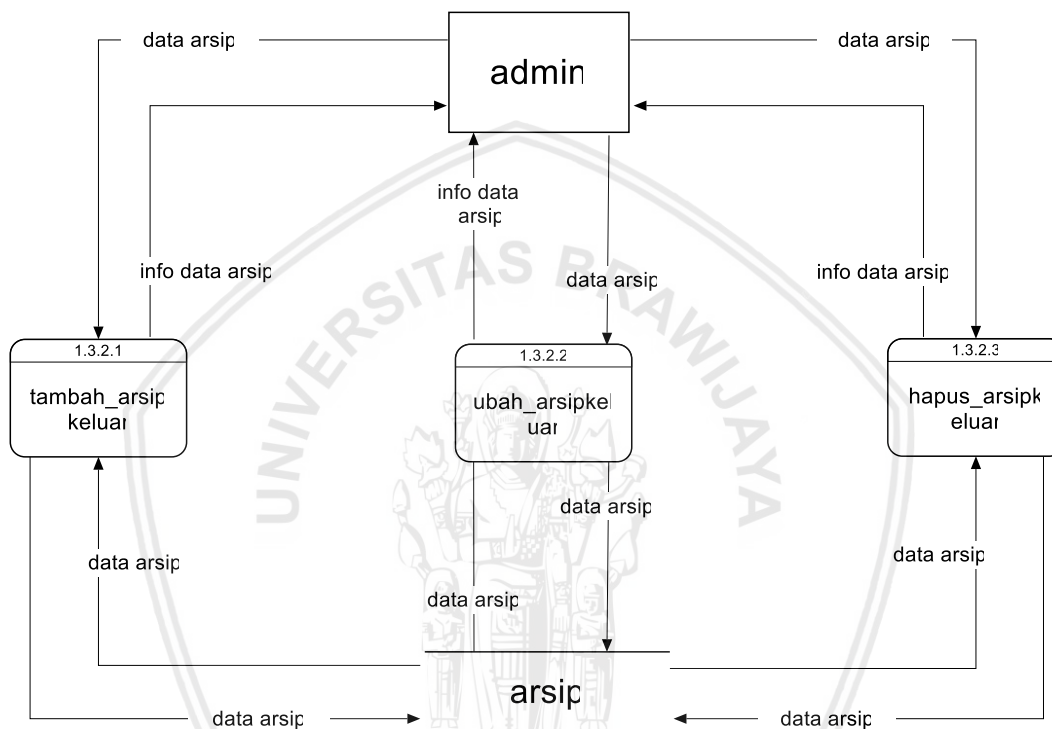 data arsip
data arsip
admin
info data
arsip
info data arsip
data arsip
info data arsip
1.3.2.1
tambah_arsip
keluar
1.3.2.2
ubah_arsipkel
uar
1.3.2.3
hapus_arsipk
eluar
data arsip
data arsip
data arsip
data arsip
arsip
data arsip
data arsip
UNIVERSITAS BRAWIJAYA